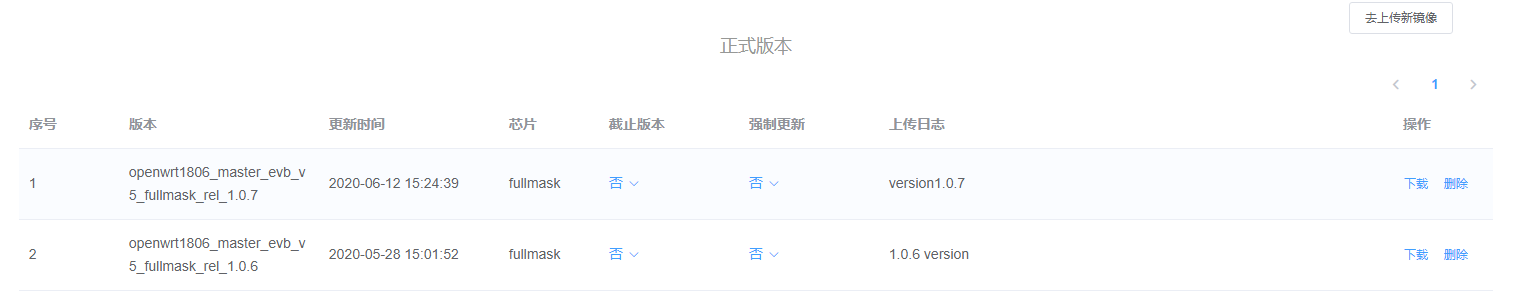 去上传新镜像
正式版本
1
序号 版本 更新时间 芯片 截止版本 强制更新 上传日志 操作
1 openwrt1806_master_evb_v5_fullmask_rel_1.0.7 2020-06-12 15:24:39 fullmask 否 否 version1.0.7 下载 删除
2 openwrt1806_master_evb_v5_fullmask_rel_1.0.6 2020-05-28 15:01:52 fullmask 否 否 1.0.6 version 下载 删除